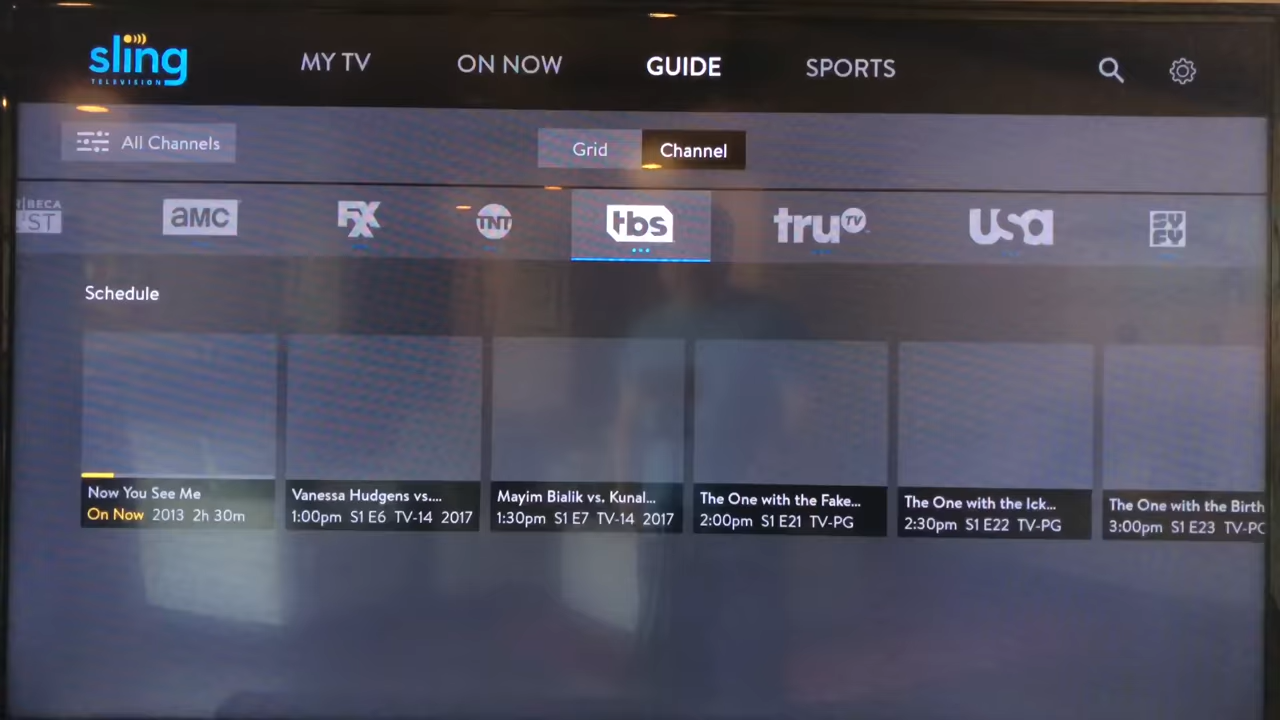 sling
TELEVISION
MY TV
ON NOW
GUIDE
SPORTS
All Channels
Grid
Channel
RIBECA
ST
aMC
FX
TNT
tbs
truTV
usa
SYFY
Schedule
Now You See Me
On Now 2013 2h 30m
Vanessa Hudgens vs....
1:00pm S1 E6 TV-14 2017
Mayim Bialik vs. Kunal...
1:30pm S1 E7 TV-14 2017
The One with the Fake...
2:00pm S1 E21 TV-PG
The One with the Ick...
2:30pm S1 E22 TV-PG
The One with the Birth
3:00pm S1 E23 TV-PG